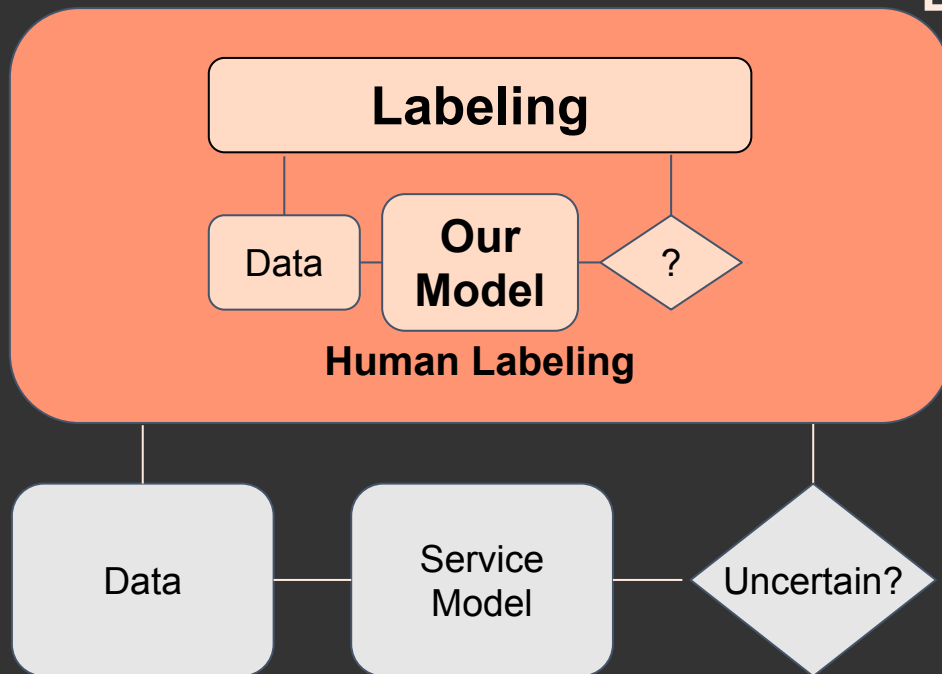 Labeling
Data
Our
Model
?
Human Labeling
Data
Service
Model
Uncertain?